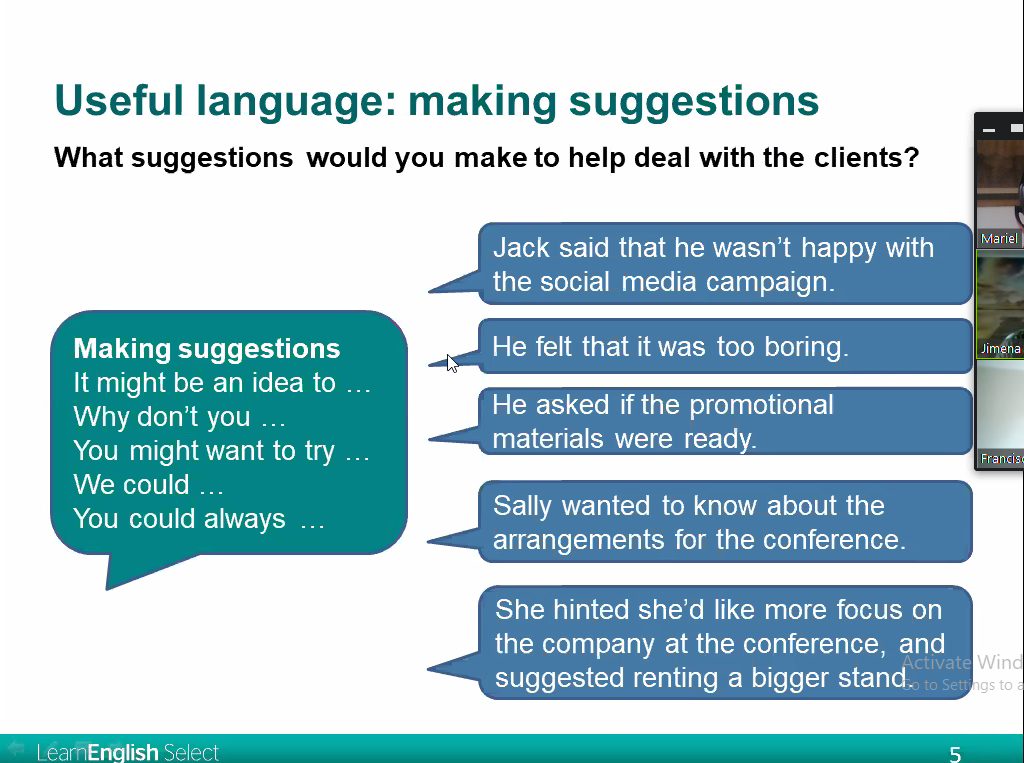 Useful language: making suggestions
What suggestions would you make to help deal with the clients?
Making suggestions
It might be an idea to …
Why don’t you …
You might want to try …
We could …
You could always …
Jack said that he wasn’t happy with
the social media campaign.
He felt that it was too boring.
He asked if the promotional
materials were ready.
Sally wanted to know about the
arrangements for the conference.
She hinted she’d like more focus on
the company at the conference, and
suggested renting a bigger stand.
Mariel
Jimena
Francisc
Activate Wind
Go to Settings to a
LearnEnglish Select
5